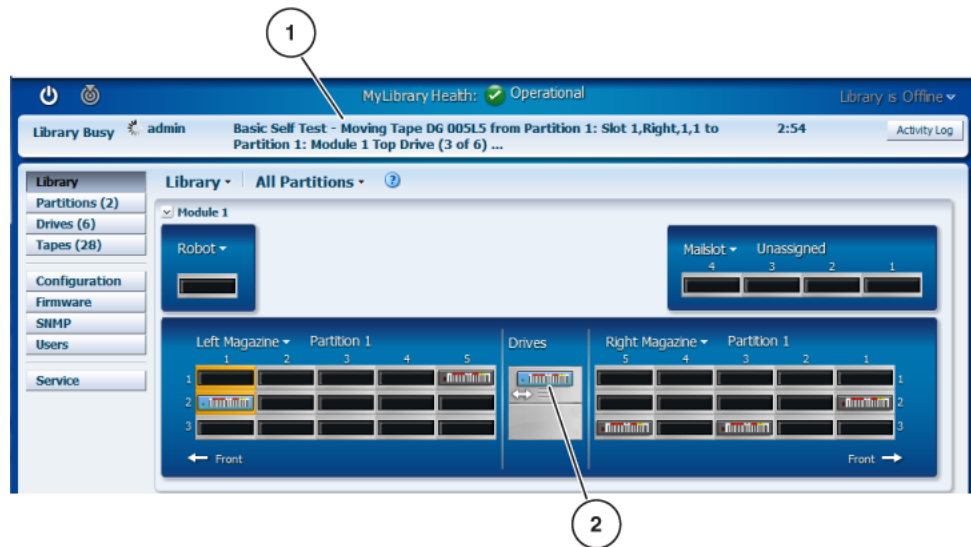 1
MyLibrary Health: Operational
Library is Offline
Library Busy
admin
Basic Self Test - Moving Tape DG 005L5 from Partition 1: Slot 1,Right,1,1 to
Partition 1: Module 1 Top Drive (3 of 6) ...
2:54
Activity Log
Library
Partitions (2)
Drives (6)
Tapes (28)
Configuration
Firmware
SNMP
Users
Service
Library All Partitions ?
Module 1
Robot
Mailslot Unassigned
4 3 2 1
Left Magazine Partition 1
1 2 3 4 5
1
2
3
Front
Drives
Right Magazine Partition 1
5 4 3 2 1
1
2
3
Front
2